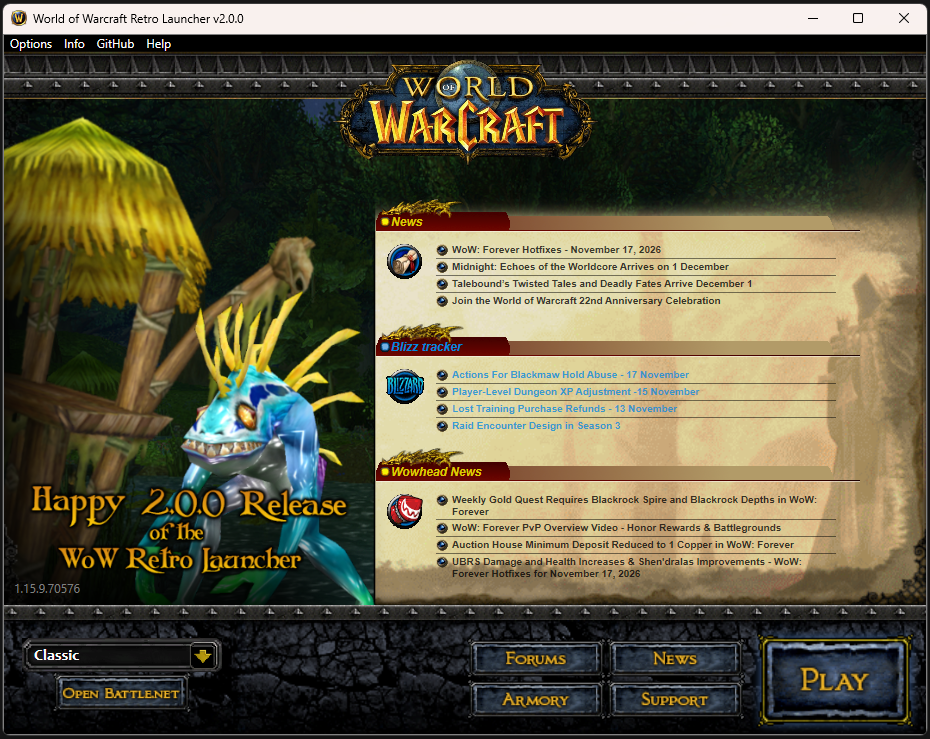 World of Warcraft Retro Launcher v2.0.0
Options Info GitHub Help
WORLD
OF
WARCRAFT
News
WoW: Forever Hotfixes - November 17, 2026
Midnight: Echoes of the Worldcore Arrives on 1 December
Talebound's Twisted Tales and Deadly Fates Arrive December 1
Join the World of Warcraft 22nd Anniversary Celebration
Blizz tracker
BLIZZARD
Actions For Blackmaw Hold Abuse - 17 November
Player-Level Dungeon XP Adjustment -15 November
Lost Training Purchase Refunds - 13 November
Raid Encounter Design in Season 3
Wowhead News
Weekly Gold Quest Requires Blackrock Spire and Blackrock Depths in WoW:
Forever
WoW: Forever PvP Overview Video - Honor Rewards & Battlegrounds
Auction House Minimum Deposit Reduced to 1 Copper in WoW: Forever
UBRS Damage and Health Increases & Shen'dralas Improvements - WoW:
Forever Hotfixes for November 17, 2026
Happy 2.0.0 Release
of the
WoW Retro Launcher
1.15.9.70576
Classic
Open Battle.net
Forums
News
Armory
Support
Play